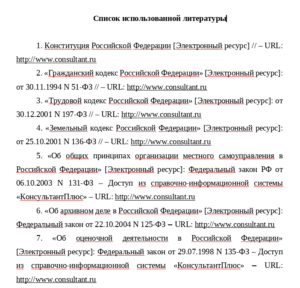 Список использованной литературы
1. Конституция Российской Федерации [Электронный ресурс] // – URL:
http://www.consultant.ru
2. «Гражданский кодекс Российской Федерации» [Электронный ресурс]:
от 30.11.1994 N 51-ФЗ // – URL: http://www.consultant.ru
3. «Трудовой кодекс Российской Федерации» [Электронный ресурс]: от
30.12.2001 N 197-ФЗ // – URL: http://www.consultant.ru
4. «Земельный кодекс Российской Федерации» [Электронный ресурс]:
от 25.10.2001 N 136-ФЗ // – URL: http://www.consultant.ru
5. «Об общих принципах организации местного самоуправления в
Российской Федерации» [Электронный ресурс]: Федеральный закон РФ от
06.10.2003 N 131-ФЗ – Доступ из справочно-информационной системы
«КонсультантПлюс» – URL: http://www.consultant.ru
6. «Об архивном деле в Российской Федерации» [Электронный ресурс]:
Федеральный закон от 22.10.2004 N 125-ФЗ – URL: http://www.consultant.ru
7. «Об оценочной деятельности в Российской Федерации»
[Электронный ресурс]: Федеральный закон от 29.07.1998 N 135-ФЗ – Доступ
из справочно-информационной системы «КонсультантПлюс» – URL:
http://www.consultant.ru